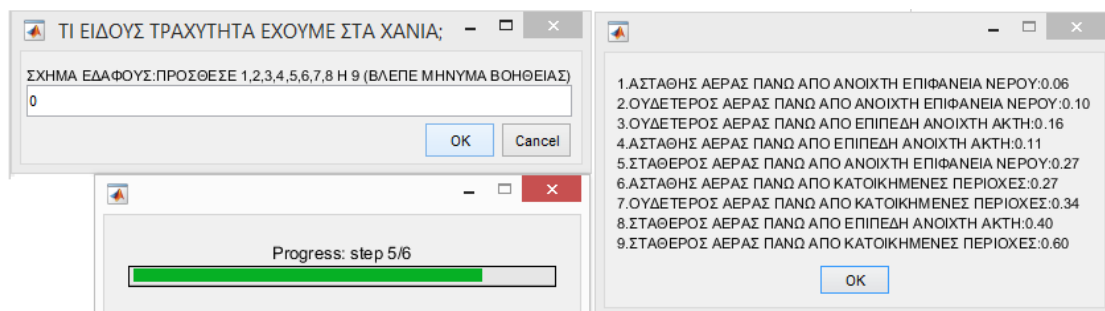 ΤΙ ΕΙΔΟΥΣ ΤΡΑΧΥΤΗΤΑ ΕΧΟΥΜΕ ΣΤΑ ΧΑΝΙΑ;
ΣΧΗΜΑ ΕΔΑΦΟΥΣ:ΠΡΟΣΘΕΣΕ 1,2,3,4,5,6,7,8 Η 9 (ΒΛΕΠΕ ΜΗΝΥΜΑ ΒΟΗΘΕΙΑΣ)
0
OK Cancel
Progress: step 5/6
1.ΑΣΤΑΘΗΣ ΑΕΡΑΣ ΠΑΝΩ ΑΠΟ ΑΝΟΙΧΤΗ ΕΠΙΦΑΝΕΙΑ ΝΕΡΟΥ:0.06
2.ΟΥΔΕΤΕΡΟΣ ΑΕΡΑΣ ΠΑΝΩ ΑΠΟ ΑΝΟΙΧΤΗ ΕΠΙΦΑΝΕΙΑ ΝΕΡΟΥ:0.10
3.ΟΥΔΕΤΕΡΟΣ ΑΕΡΑΣ ΠΑΝΩ ΑΠΟ ΕΠΙΠΕΔΗ ΑΝΟΙΧΤΗ ΑΚΤΗ:0.16
4.ΑΣΤΑΘΗΣ ΑΕΡΑΣ ΠΑΝΩ ΑΠΟ ΕΠΙΠΕΔΗ ΑΝΟΙΧΤΗ ΑΚΤΗ:0.11
5.ΣΤΑΘΕΡΟΣ ΑΕΡΑΣ ΠΑΝΩ ΑΠΟ ΑΝΟΙΧΤΗ ΕΠΙΦΑΝΕΙΑ ΝΕΡΟΥ:0.27
6.ΑΣΤΑΘΗΣ ΑΕΡΑΣ ΠΑΝΩ ΑΠΟ ΚΑΤΟΙΚΗΜΕΝΕΣ ΠΕΡΙΟΧΕΣ:0.27
7.ΟΥΔΕΤΕΡΟΣ ΑΕΡΑΣ ΠΑΝΩ ΑΠΟ ΚΑΤΟΙΚΗΜΕΝΕΣ ΠΕΡΙΟΧΕΣ:0.34
8.ΣΤΑΘΕΡΟΣ ΑΕΡΑΣ ΠΑΝΩ ΑΠΟ ΕΠΙΠΕΔΗ ΑΝΟΙΧΤΗ ΑΚΤΗ:0.40
9.ΣΤΑΘΕΡΟΣ ΑΕΡΑΣ ΠΑΝΩ ΑΠΟ ΚΑΤΟΙΚΗΜΕΝΕΣ ΠΕΡΙΟΧΕΣ:0.60
OK